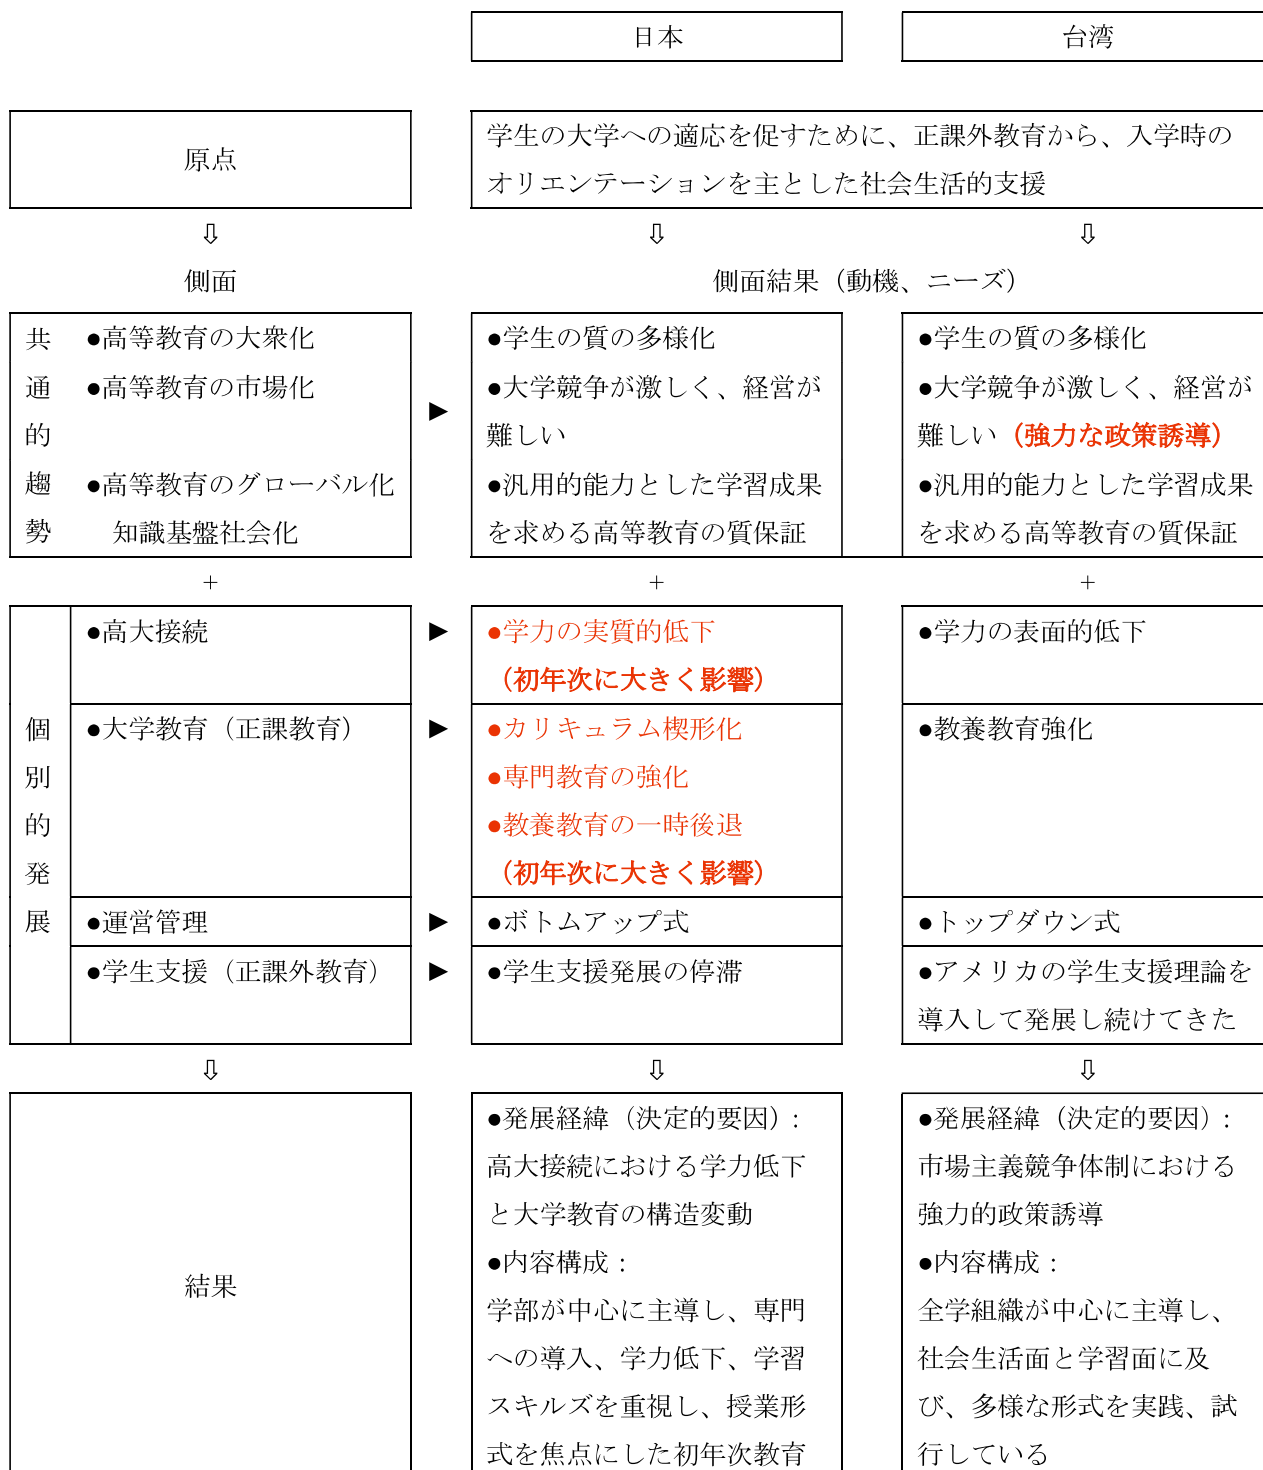 日本
台湾
原点
学生の大学への適応を促すために、正課外教育から、入学時の
オリエンテーションを主とした社会生活的支援
⇩
⇩
⇩
側面
側面結果（動機、ニーズ）
共通的趨勢
●高等教育の大衆化
●高等教育の市場化
●高等教育のグローバル化
知識基盤社会化
►
●学生の質の多様化
●大学競争が激しく、経営が
難しい
●汎用的能力とした学習成果
を求める高等教育の質保証
●学生の質の多様化
●大学競争が激しく、経営が
難しい（強力な政策誘導）
●汎用的能力とした学習成果
を求める高等教育の質保証
+
+
+
個別的発展
●高大接続
►
●学力の実質的低下
（初年次に大きく影響）
●学力の表面的低下
●大学教育（正課教育）
►
●カリキュラム楔形化
●専門教育の強化
●教養教育の一時後退
（初年次に大きく影響）
●教養教育強化
●運営管理
►
●ボトムアップ式
●トップダウン式
●学生支援（正課外教育）
►
●学生支援発展の停滞
●アメリカの学生支援理論を
導入して発展し続けてきた
⇩
⇩
⇩
結果
●発展経緯（決定的要因）:
高大接続における学力低下
と大学教育の構造変動
●内容構成：
学部が中心に主導し、専門
への導入、学力低下、学習
スキルズを重視し、授業形
式を焦点にした初年次教育
●発展経緯（決定的要因）:
市場主義競争体制における
強力的政策誘導
●内容構成：
全学組織が中心に主導し、
社会生活面と学習面に及
び、多様な形式を実践、試
行している